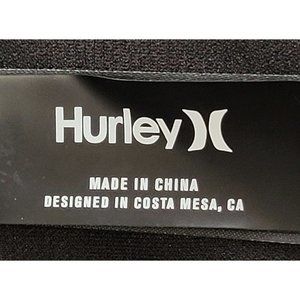 Hurley
MADE IN CHINA
DESIGNED IN COSTA MESA, CA